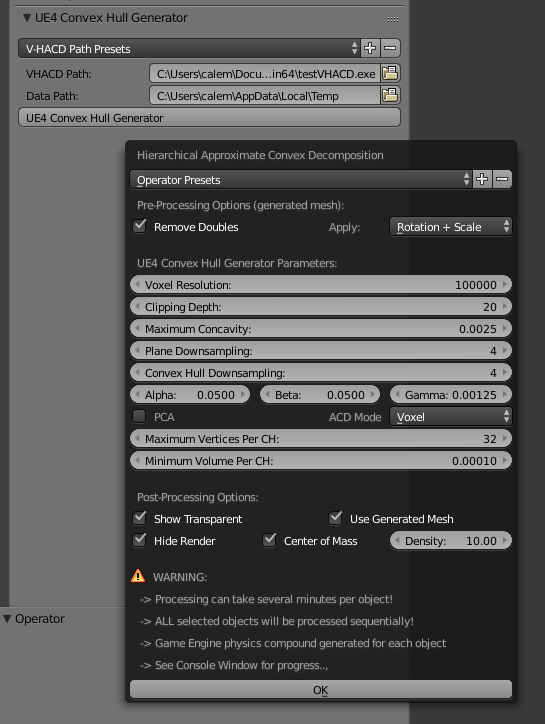 UE4 Convex Hull Generator
V-HACD Path Presets
VHACD Path: C:\Users\calem\Docu...in64\testVHACD.exe
Data Path: C:\Users\calem\AppData\Local\Temp
UE4 Convex Hull Generator
Hierarchical Approximate Convex Decomposition
Operator Presets
Pre-Processing Options (generated mesh):
Remove Doubles Apply: Rotation + Scale
UE4 Convex Hull Generator Parameters:
Voxel Resolution: 100000
Clipping Depth: 20
Maximum Concavity: 0.0025
Plane Downsampling: 4
Convex Hull Downsampling: 4
Alpha: 0.0500 Beta: 0.0500 Gamma: 0.00125
PCA ACD Mode Voxel
Maximum Vertices Per CH: 32
Minimum Volume Per CH: 0.00010
Post-Processing Options:
Show Transparent Use Generated Mesh
Hide Render Center of Mass Density: 10.00
WARNING:
-> Processing can take several minutes per object!
-> ALL selected objects will be processed sequentially!
Operator
-> Game Engine physics compound generated for each object
-> See Console Window for progress..,
OK